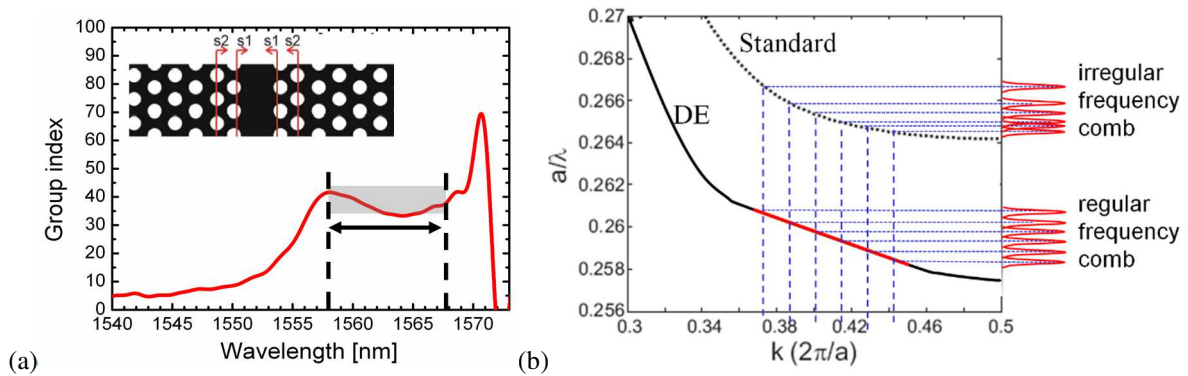 s2 s1 s1 s2
100
90
80
70
60
50
40
30
20
10
0
Group index
1540 1545 1550 1555 1560 1565 1570
Wavelength [nm]
(a)
0.27
0.268
0.266
0.264
0.262
0.26
0.258
0.256
a/λ
Standard
DE
0.3 0.34 0.38 0.42 0.46 0.5
k (2π/a)
irregular
frequency
comb
regular
frequency
comb
(b)